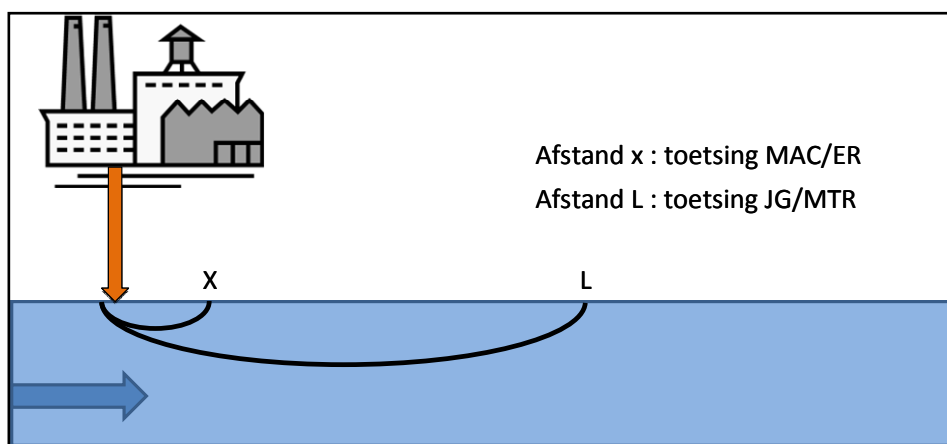 Afstand x : toetsing MAC/ER
Afstand L : toetsing JG/MTR
X
L